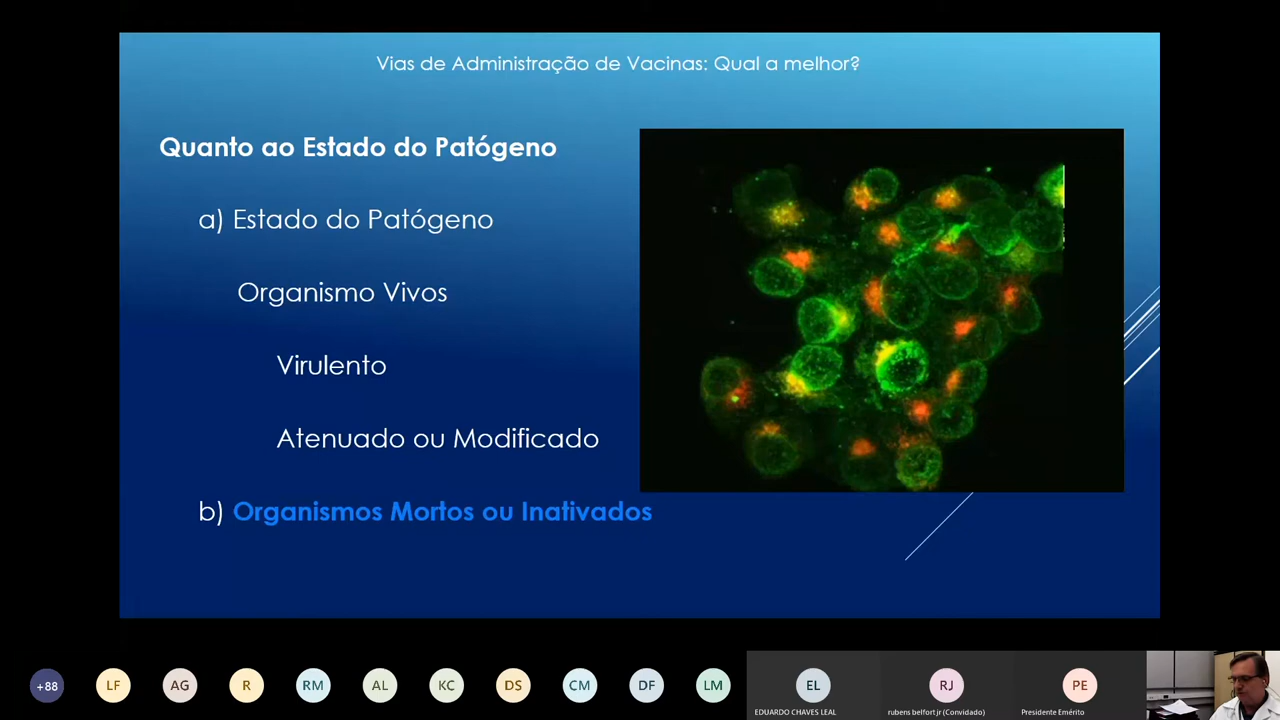 Vias de Administração de Vacinas: Qual a melhor?
Quanto ao Estado do Patógeno
a) Estado do Patógeno
Organismo Vivos
Virulento
Atenuado ou Modificado
b) Organismos Mortos ou Inativados
+88
LF
AG
R
RM
AL
KC
DS
CM
DF
LM
EL
RJ
PE
EDUARDO CHAVES LEAL
rubens belfort jr (Convidado)
Presidente Emérito